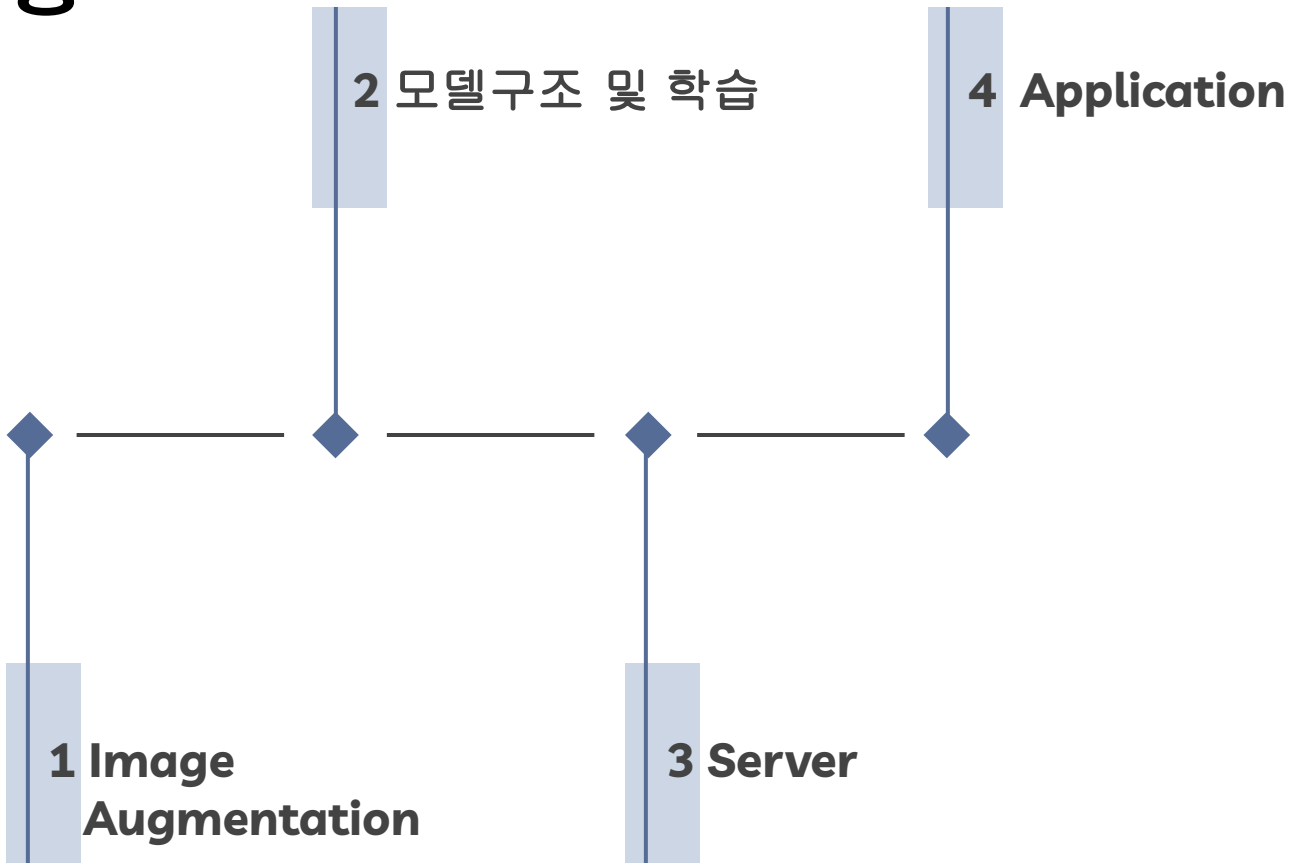 2 모델구조 및 학습
4 Application
1 Image
Augmentation
3 Server